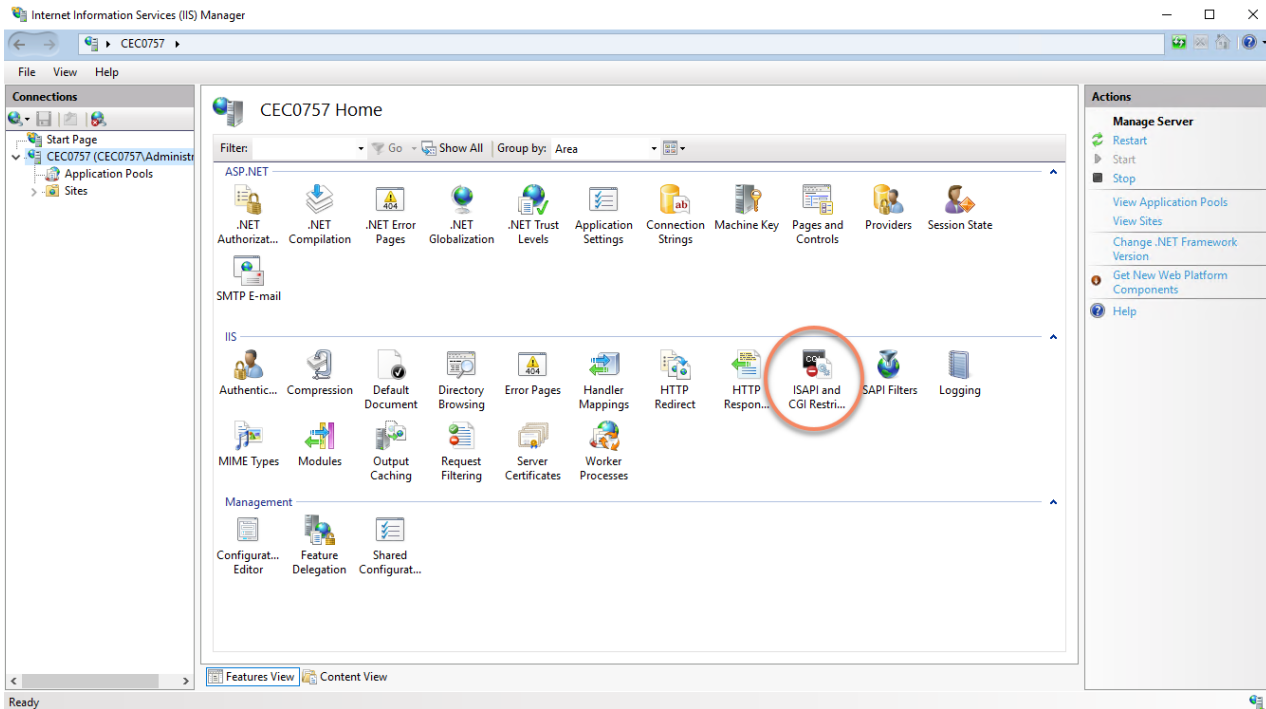 Internet Information Services (IIS) Manager
CEC0757
File View Help
Connections
Start Page
CEC0757 (CEC0757\Administr
Application Pools
Sites
CEC0757 Home
Filter: Go Show All Group by: Area
ASP.NET
.NET Authorizat...
.NET Compilation
.NET Error Pages
.NET Globalization
.NET Trust Levels
Application Settings
Connection Strings
Machine Key
Pages and Controls
Providers
Session State
SMTP E-mail
IIS
Authentic...
Compression
Default Document
Directory Browsing
Error Pages
Handler Mappings
HTTP Redirect
HTTP Respon...
ISAPI and CGI Restri...
SAPI Filters
Logging
MIME Types
Modules
Output Caching
Request Filtering
Server Certificates
Worker Processes
Management
Configurat... Editor
Feature Delegation
Shared Configurat...
Features View Content View
Actions
Manage Server
Restart
Start
Stop
View Application Pools
View Sites
Change .NET Framework
Version
Get New Web Platform
Components
Help
Ready